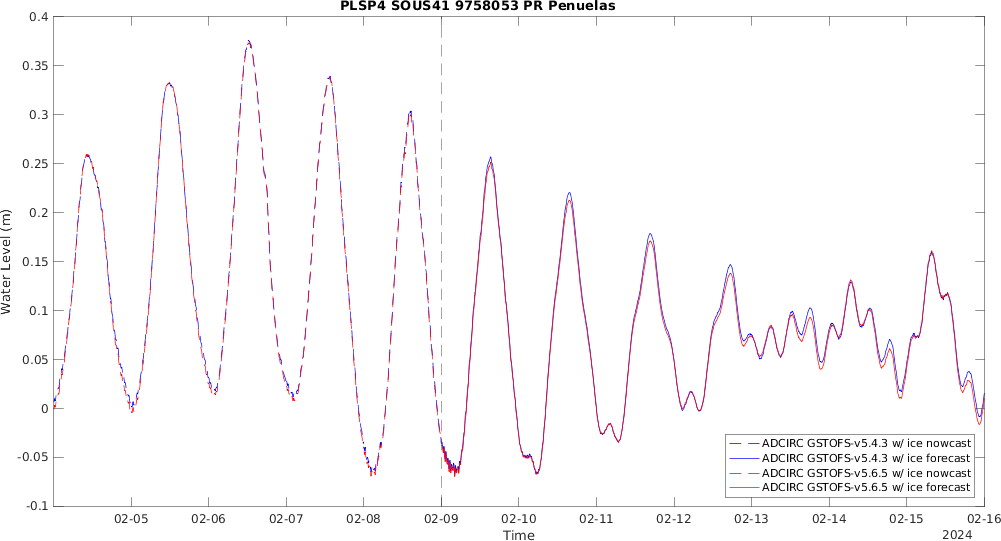 PLSP4 SOUS41 9758053 PR Penuelas
0.4
0.35
0.3
0.25
0.2
0.15
0.1
0.05
0
-0.05
-0.1
Water Level (m)
ADCIRC GSTOFS-v5.4.3 w/ ice nowcast
ADCIRC GSTOFS-v5.4.3 w/ ice forecast
ADCIRC GSTOFS-v5.6.5 w/ ice nowcast
ADCIRC GSTOFS-v5.6.5 w/ ice forecast
02-05 02-06 02-07 02-08 02-09 02-10 02-11 02-12 02-13 02-14 02-15 02-16
Time
2024